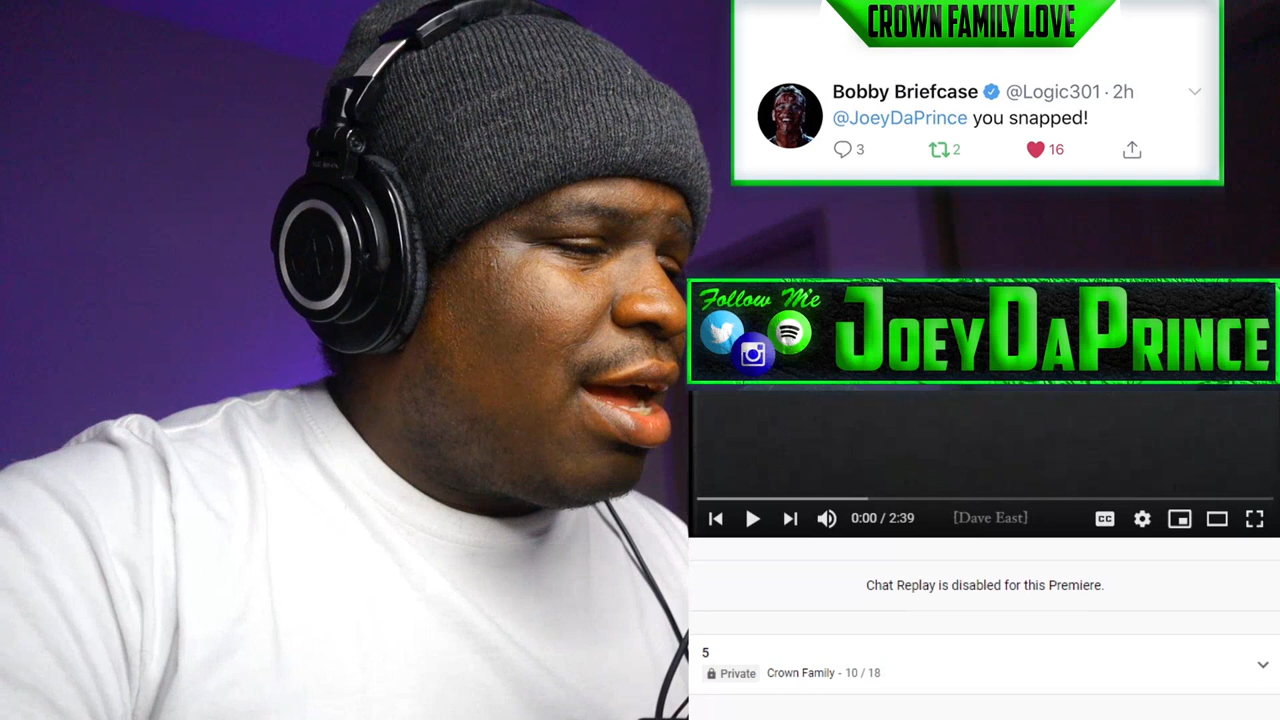 CROWN FAMILY LOVE
Bobby Briefcase @Logic301 · 2h
@JoeyDaPrince you snapped!
3 2 16
Follow Me
JOEYDAPRINCE
0:00 / 2:39 [Dave East] CC
Chat Replay is disabled for this Premiere.
5
Private Crown Family - 10 / 18